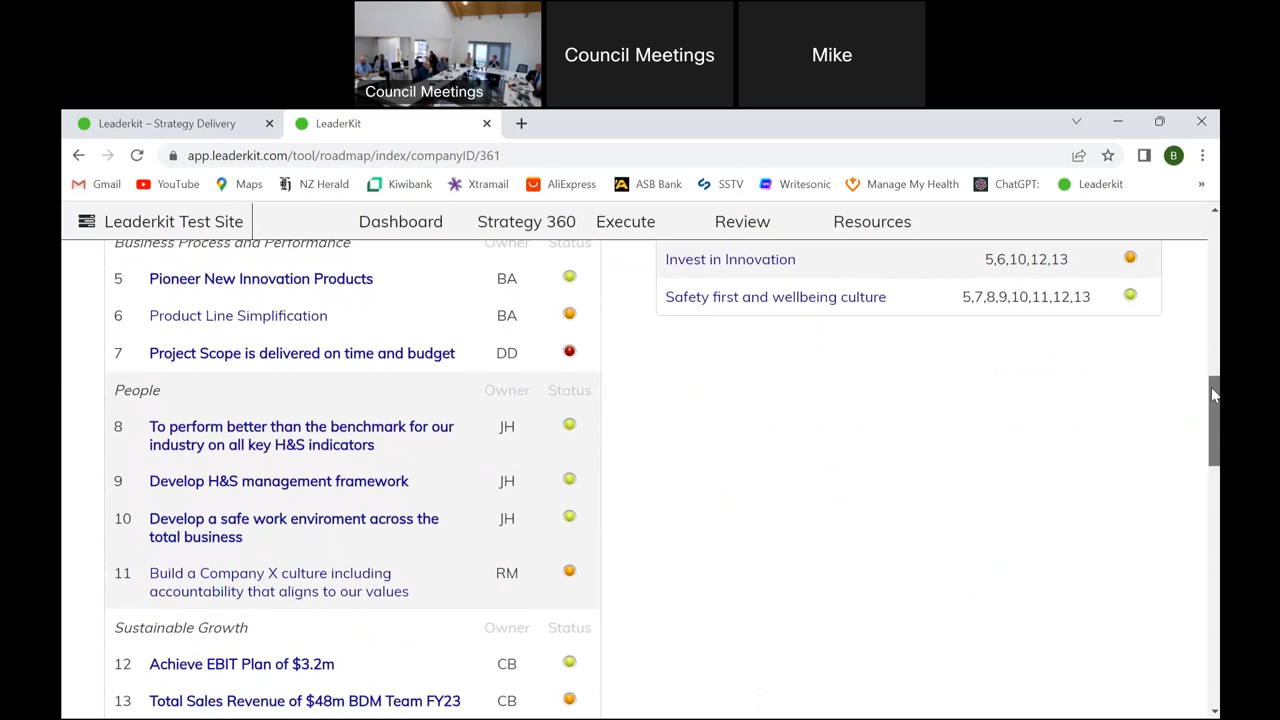 Council Meetings
Council Meetings
Mike
Leaderkit – Strategy Delivery
LeaderKit
app.leaderkit.com/tool/roadmap/index/companyID/361
Gmail YouTube Maps NZ Herald Kiwibank Xtramail AliExpress ASB Bank SSTV Writesonic Manage My Health ChatGPT: Leaderkit »
B
Leaderkit Test Site Dashboard Strategy 360 Execute Review Resources
Business Process and Performance Owner Status
5 Pioneer New Innovation Products BA
6 Product Line Simplification BA
7 Project Scope is delivered on time and budget DD
People Owner Status
8 To perform better than the benchmark for our
industry on all key H&S indicators JH
9 Develop H&S management framework JH
10 Develop a safe work enviroment across the
total business JH
11 Build a Company X culture including
accountability that aligns to our values RM
Sustainable Growth Owner Status
12 Achieve EBIT Plan of $3.2m CB
13 Total Sales Revenue of $48m BDM Team FY23 CB
Invest in Innovation 5,6,10,12,13
Safety first and wellbeing culture 5,7,8,9,10,11,12,13